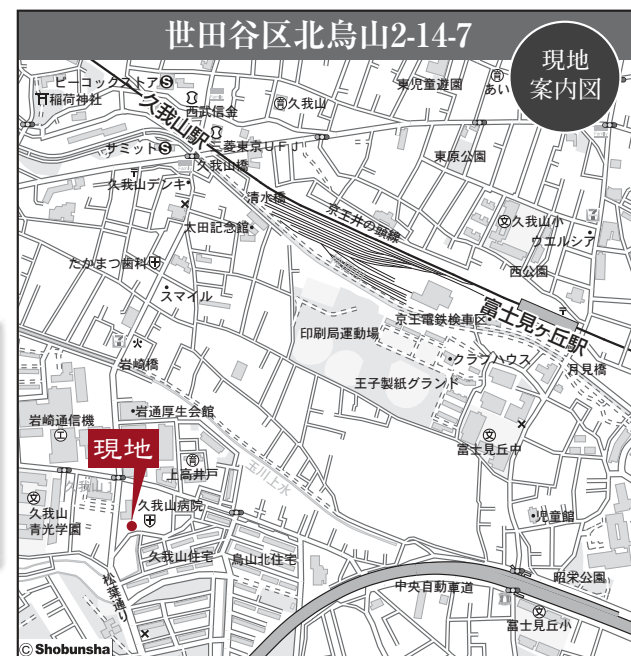 世田谷区北烏山2-14-7
現地
案内図
ピーコックストア
稲荷神社
西武信金
久我山
東児童遊園
あい
久我山駅
三菱東京UFJ
サミット
久我山橋
東原公園
久我山デンキ
清水橋
京王井の頭線
太田記念館
久我山小
ウエルシア
たかまつ歯科
西公園
スマイル
京王電鉄検車区
富士見ヶ丘駅
印刷局運動場
岩崎橋
クラブハウス
月見橋
王子製紙グランド
岩崎通信機
岩通厚生会館
富士見丘中
現地
上高井戸
玉川上水
久我山
青光学園
久我山病院
児童館
久我山住宅
烏山北住宅
松葉通り
中央自動車道
昭栄公園
富士見丘小
© Shobunsha